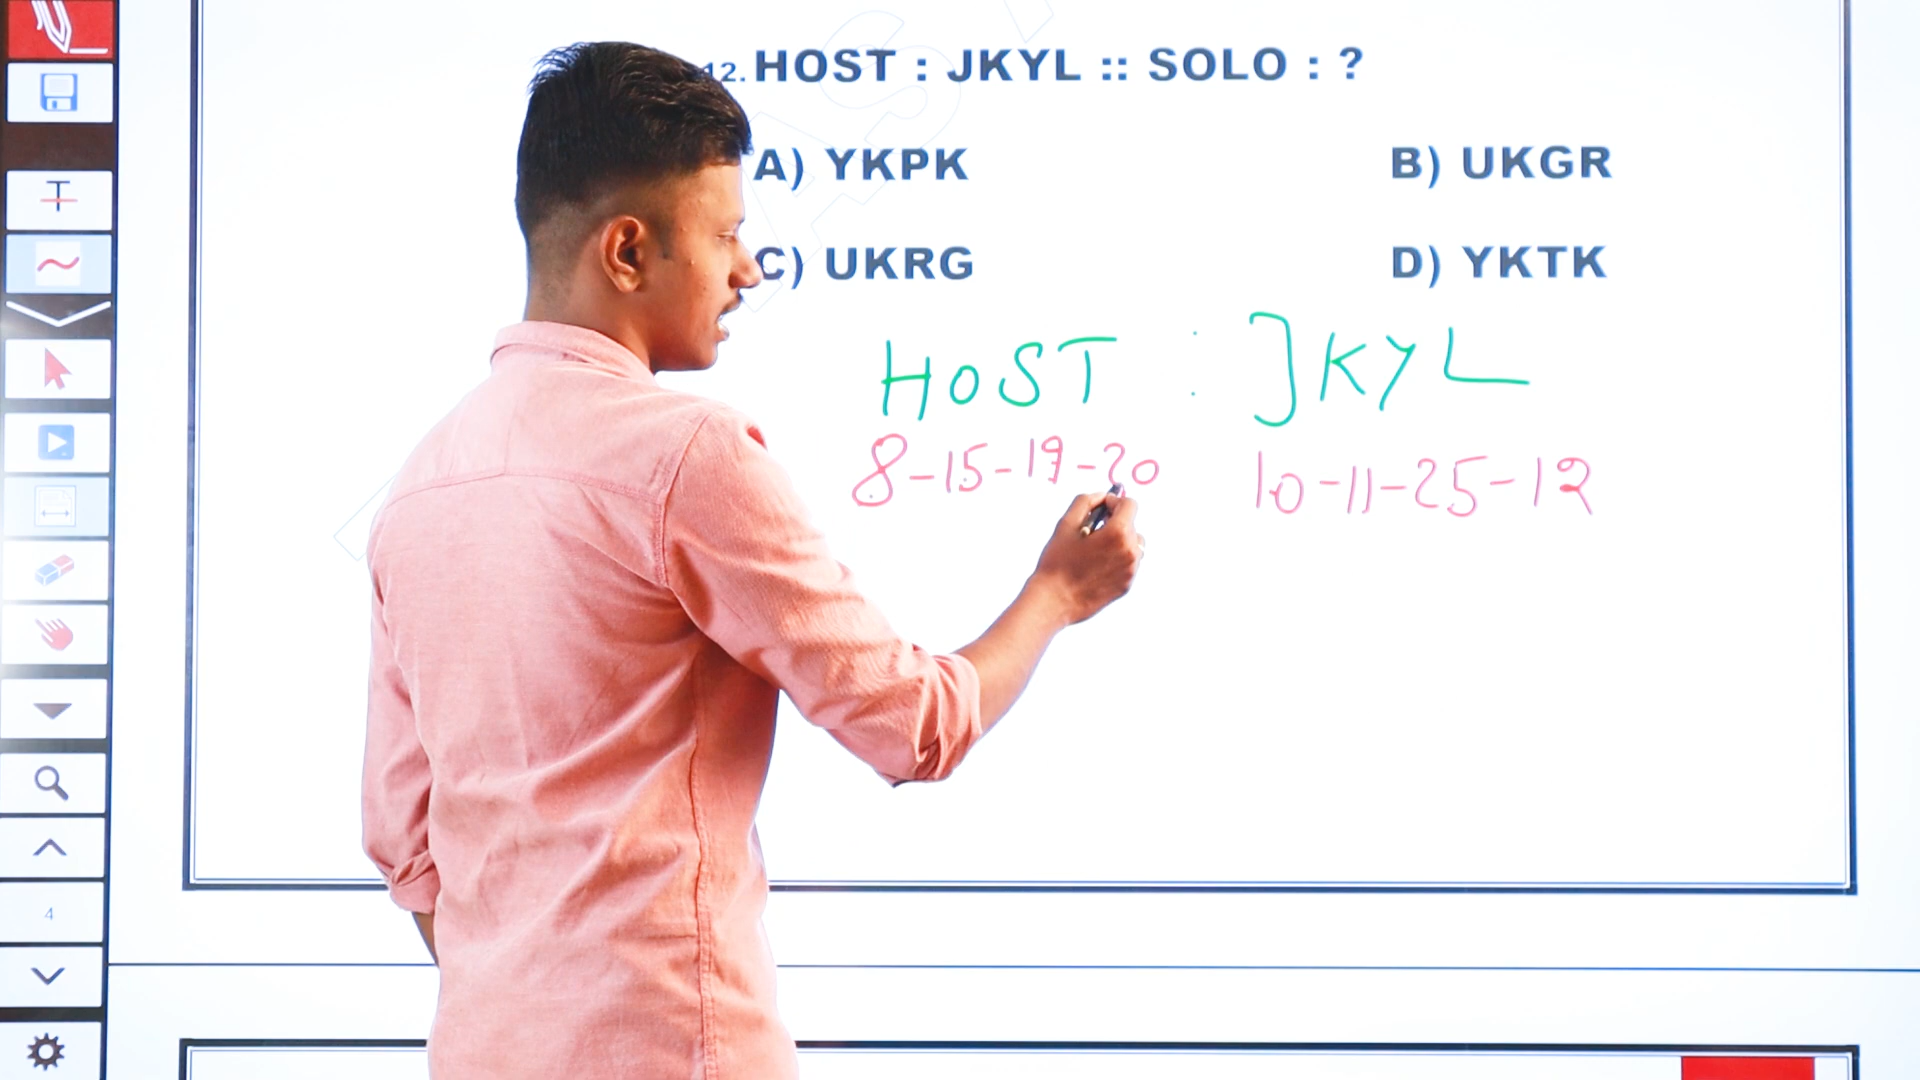 12. HOST : JKYL :: SOLO : ?
A) YKPK
B) UKGR
C) UKRG
D) YKTK
HOST : JKYL
8-15-19-20 10-11-25-12
4